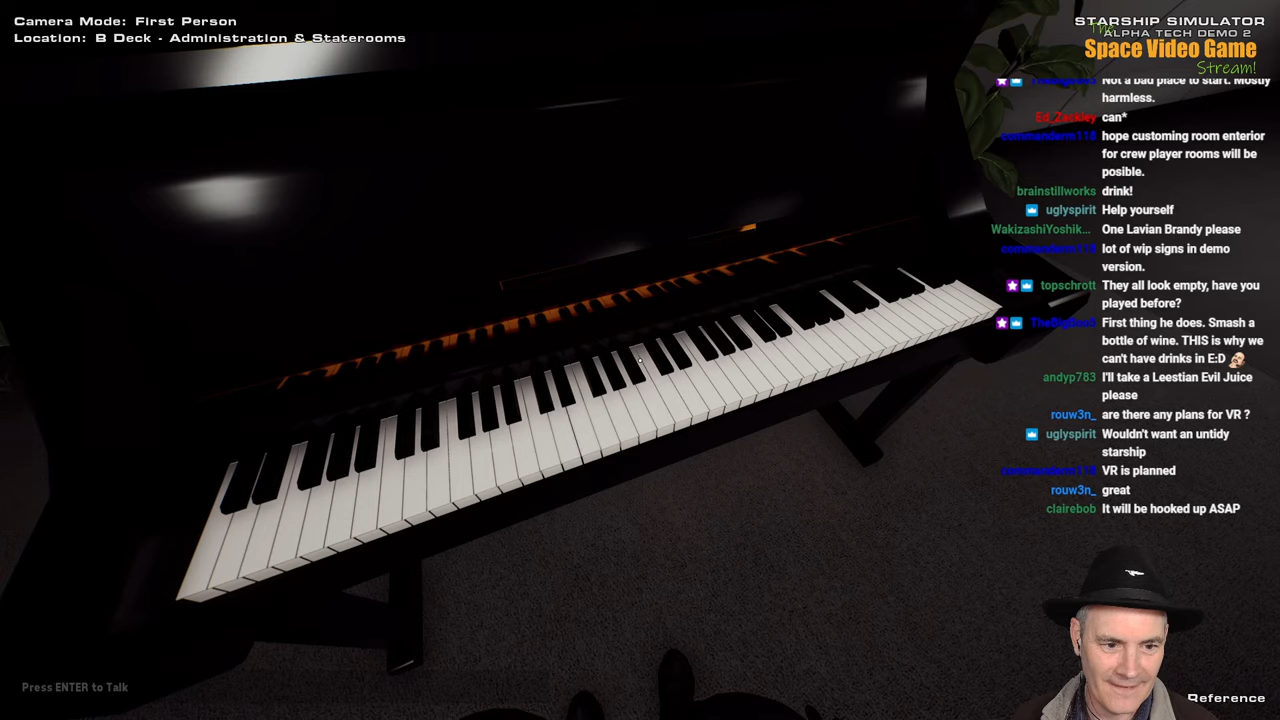 Camera Mode: First Person
Location: B Deck - Administration & Staterooms
STARSHIP SIMULATOR
ALPHA TECH DEMO 2
The
Space Video Game
Stream!
Not a bad place to start. Mostly
harmless.
Ed_Zackley can*
commanderm118 hope customing room enterior
for crew player rooms will be
posible.
brainstillworks drink!
uglyspirit Help yourself
WakizashiYoshik... One Lavian Brandy please
commanderm118 lot of wip signs in demo
version.
topschrott They all look empty, have you
played before?
First thing he does. Smash a
bottle of wine. THIS is why we
can't have drinks in E:D
andyp783 I'll take a Leestian Evil Juice
please
rouw3n_ are there any plans for VR ?
uglyspirit Wouldn't want an untidy
starship
commanderm118 VR is planned
rouw3n_ great
clairebob It will be hooked up ASAP
Press ENTER to Talk
Reference